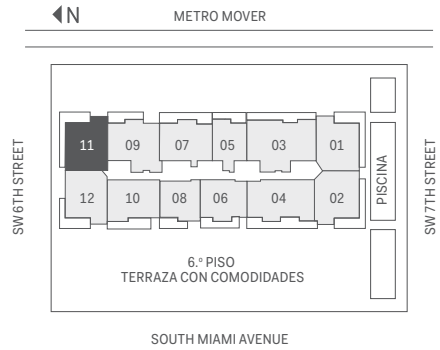 N
METRO MOVER
SW 6TH STREET
11
09
07
05
03
01
12
10
08
06
04
02
PISCINA
SW 7TH STREET
6.º PISO
TERRAZA CON COMODIDADES
SOUTH MIAMI AVENUE